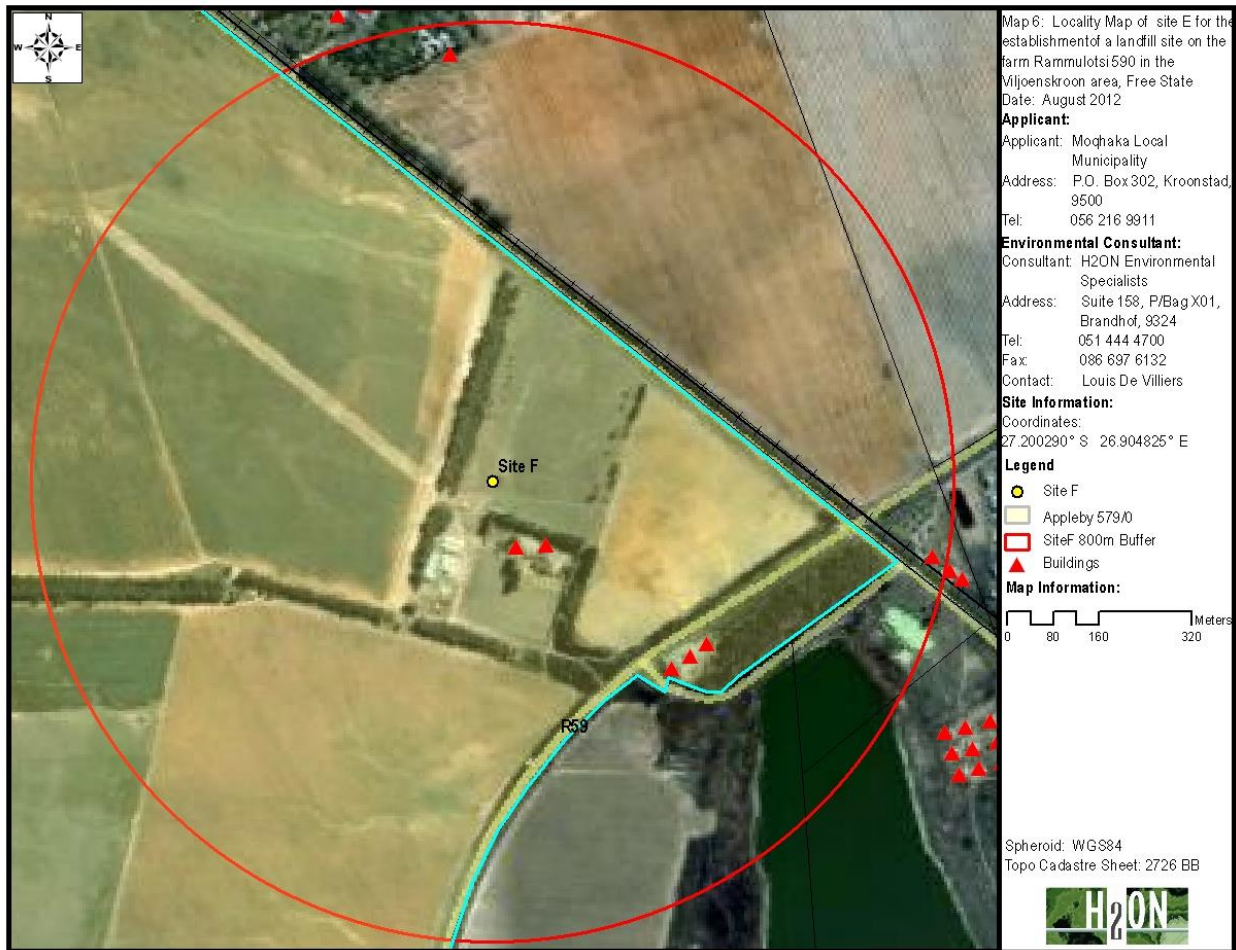 N
W E
S
Site F
R59
Map 6: Locality Map of site E for the
establishmentof a landfill site on the
farm Rammulotsi 590 in the
Viljoenskroon area, Free State
Date: August 2012
Applicant:
Applicant: Moqhaka Local
Municipality
Address: P.O. Box 302, Kroonstad,
9500
Tel: 056 216 9911
Environmental Consultant:
Consultant: H2ON Environmental
Specialists
Address: Suite 158, P/Bag X01,
Brandhof, 9324
Tel: 051 444 4700
Fax: 086 697 6132
Contact: Louis De Villiers
Site Information:
Coordinates:
27.200290° S 26.904825° E
Legend
Site F
Appleby 579/0
SiteF 800m Buffer
Buildings
Map Information:
Meters
0 80 160 320
Spheroid: WGS84
Topo Cadastre Sheet: 2726 BB
H2ON